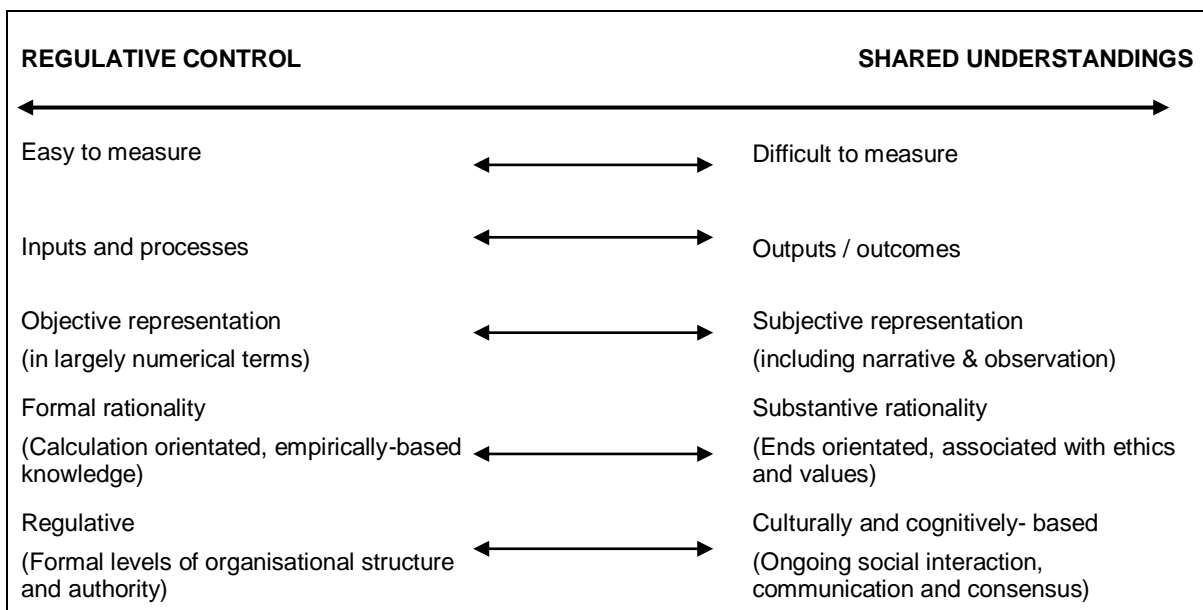 REGULATIVE CONTROL SHARED UNDERSTANDINGS
Easy to measure Difficult to measure
Inputs and processes Outputs / outcomes
Objective representation Subjective representation
(in largely numerical terms) (including narrative & observation)
Formal rationality Substantive rationality
(Calculation orientated, empirically-based (Ends orientated, associated with ethics
knowledge) and values)
Regulative Culturally and cognitively- based
(Formal levels of organisational structure (Ongoing social interaction,
and authority) communication and consensus)